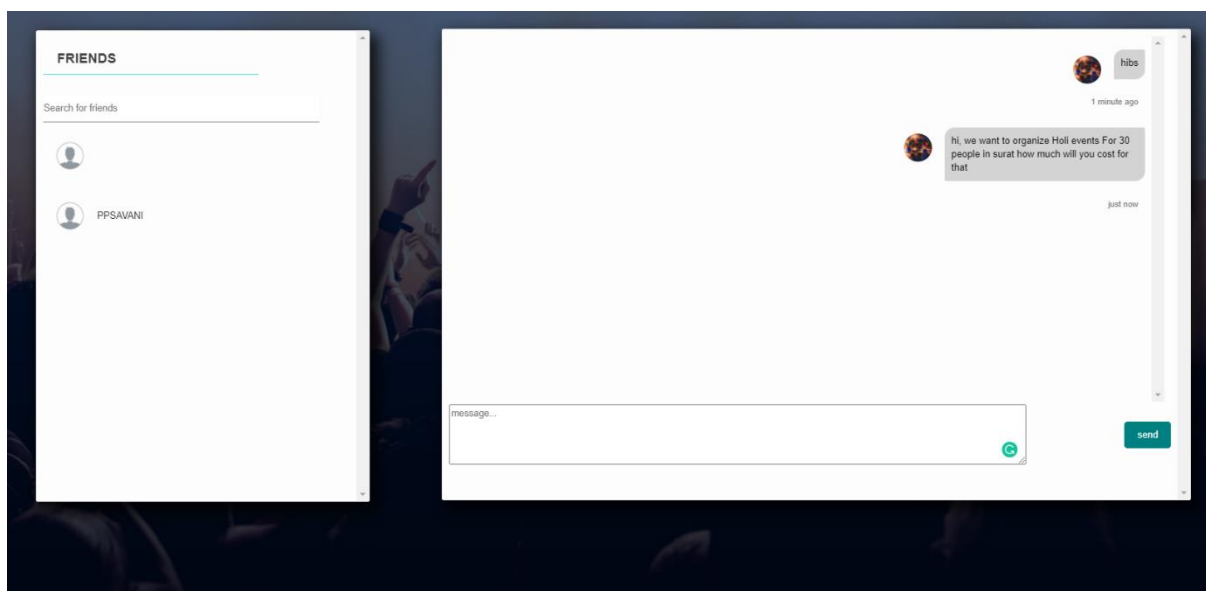 FRIENDS
Search for friends
PPSAVANI
hibs
1 minute ago
hi, we want to organize Holi events For 30
people in surat how much will you cost for
that
just now
message...
send